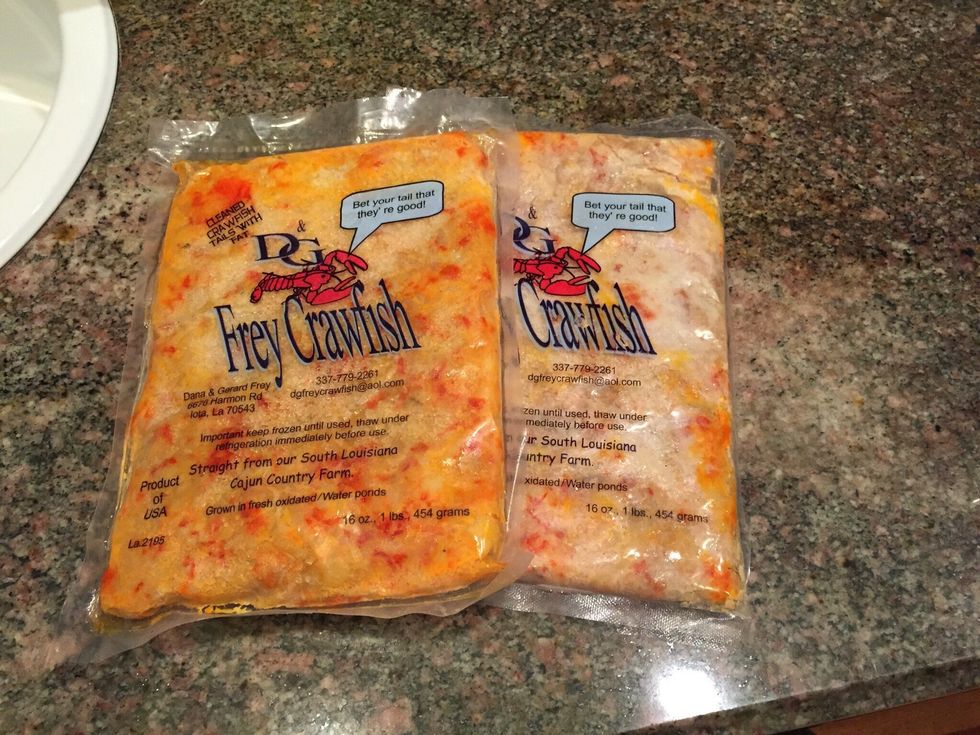 CLEANED
CRAWFISH
TAILS WITH
FAT
Bet your tail that
they' re good!
D & G
Frey Crawfish
337-779-2261
dgfreycrawfish@aol.com
Dana & Gerard Frey
6676 Harmon Rd
Iota, La 70543
Important keep frozen until used, thaw under
refrigeration immediately before use.
Straight from our South Louisiana
Cajun Country Farm.
Product
of
USA
Grown in fresh oxidated/Water ponds
16 oz., 1 lbs., 454 grams
La.2195
Bet your tail that
they' re good!
& G
Crawfish
337-779-2261
dgfreycrawfish@aol.com
zen until used, thaw under
mediately before use.
ur South Louisiana
untry Farm.
xidated/Water ponds
16 oz., 1 lbs., 454 grams